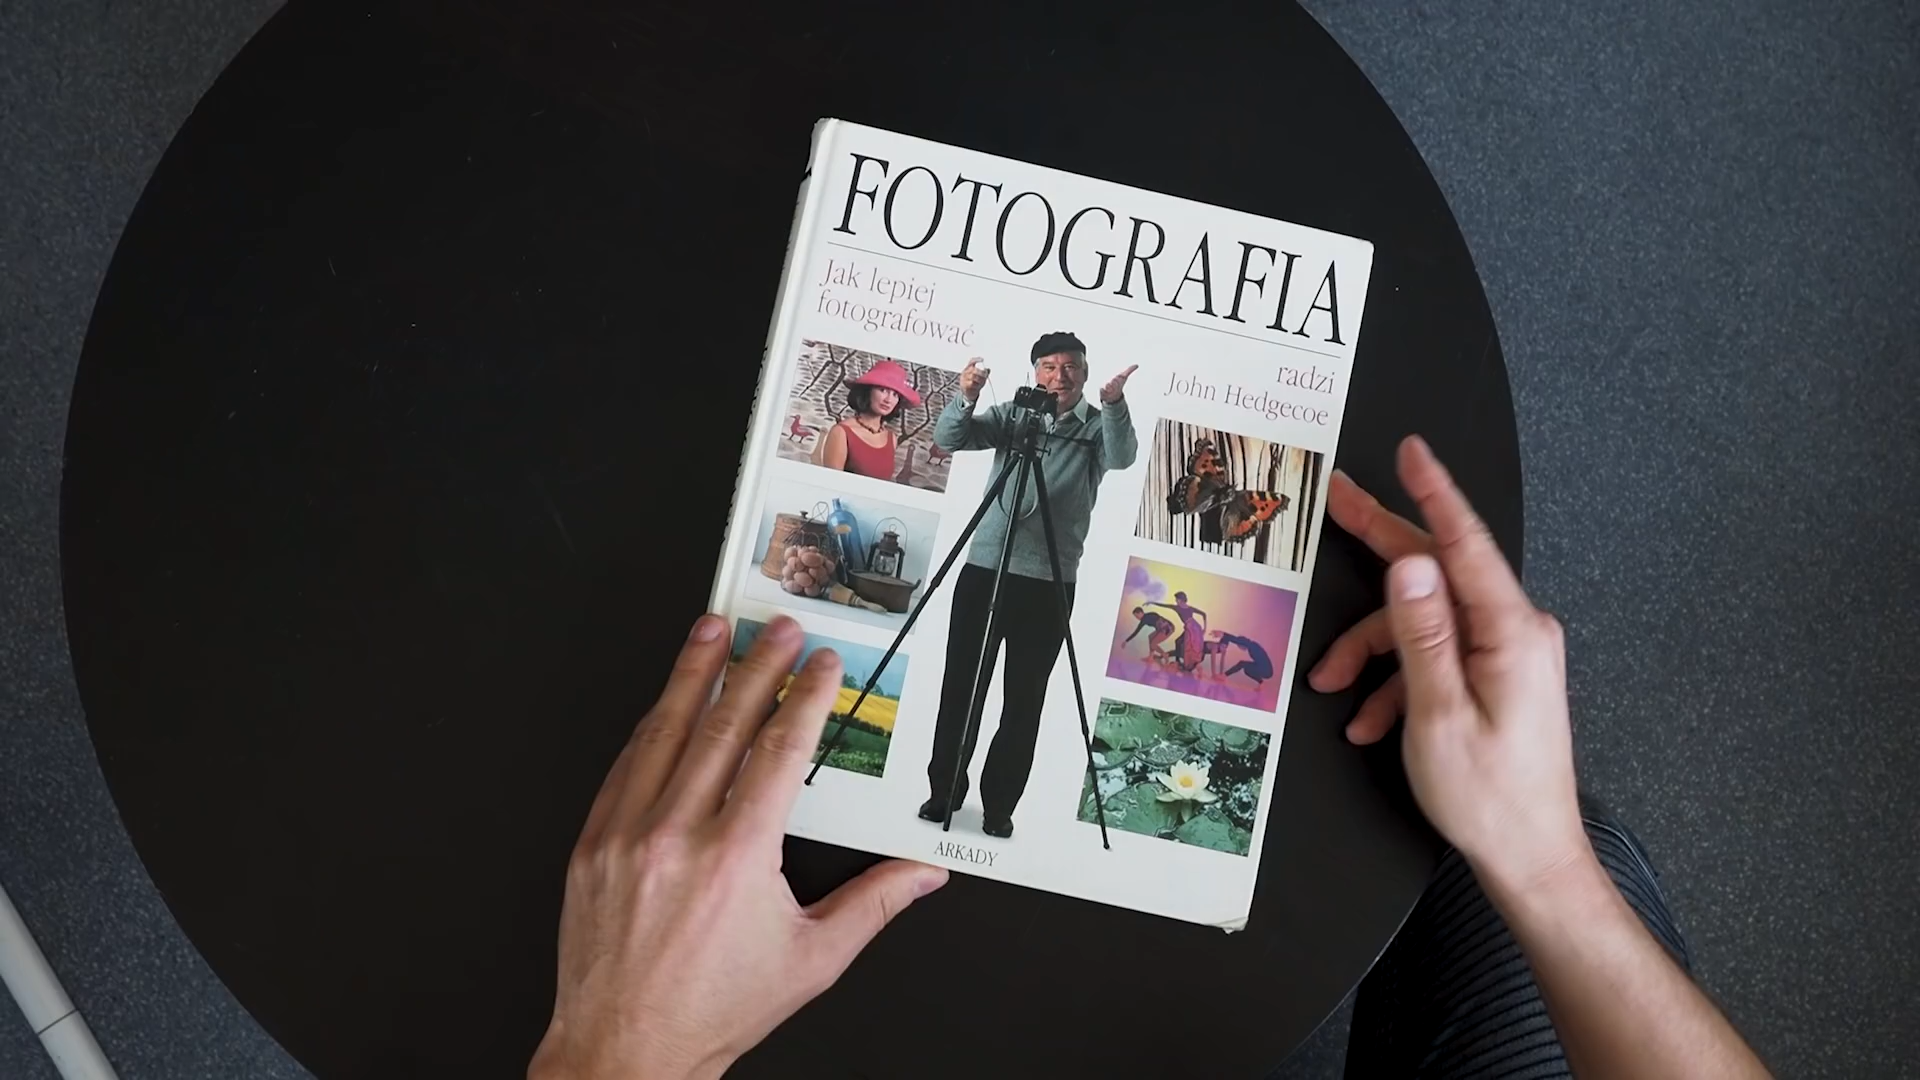 FOTOGRAFIA
Jak lepiej
fotografować
radzi
John Hedgecoe
ARKADY